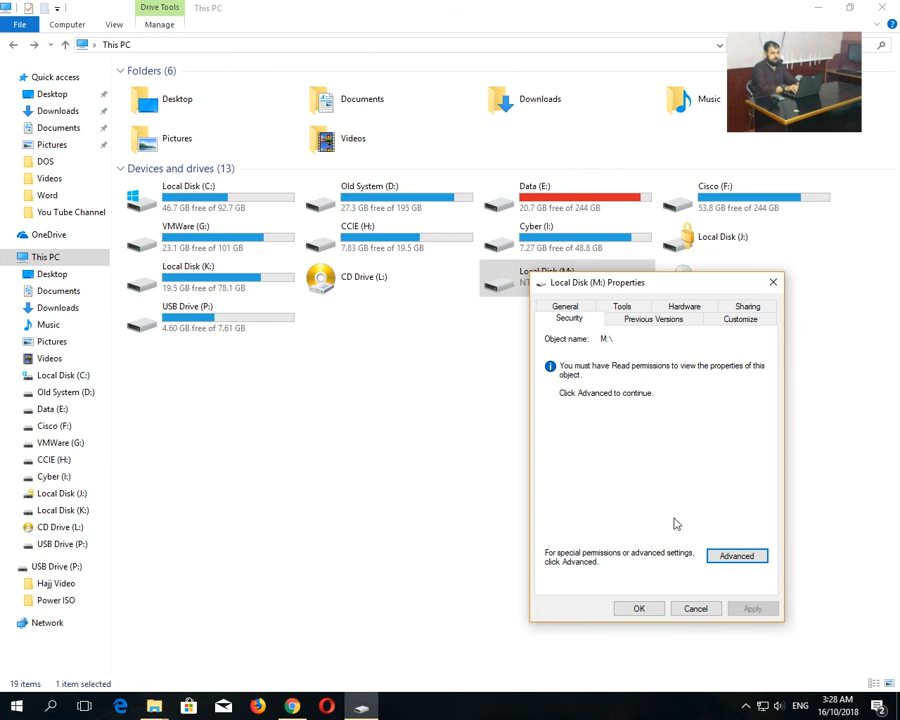 Drive Tools
This PC
File
Computer
View
Manage
This PC
Quick access
Desktop
Downloads
Documents
Pictures
DOS
Videos
Word
You Tube Channel
OneDrive
This PC
Desktop
Documents
Downloads
Music
Pictures
Videos
Local Disk (C:)
Old System (D:)
Data (E:)
Cisco (F:)
VMWare (G:)
CCIE (H:)
Cyber (I:)
Local Disk (J:)
Local Disk (K:)
CD Drive (L:)
USB Drive (P:)
USB Drive (P:)
Hajj Video
Power ISO
Network
Folders (6)
Desktop
Documents
Downloads
Music
Pictures
Videos
Devices and drives (13)
Local Disk (C:)
46.7 GB free of 92.7 GB
Old System (D:)
27.3 GB free of 195 GB
Data (E:)
20.7 GB free of 244 GB
Cisco (F:)
53.8 GB free of 244 GB
VMWare (G:)
23.1 GB free of 101 GB
CCIE (H:)
7.83 GB free of 19.5 GB
Cyber (I:)
7.27 GB free of 48.8 GB
Local Disk (J:)
Local Disk (K:)
19.5 GB free of 78.1 GB
CD Drive (L:)
Local Disk (M:)
USB Drive (P:)
4.60 GB free of 7.61 GB
Local Disk (M:) Properties
General
Tools
Hardware
Sharing
Security
Previous Versions
Customize
Object name: M:\
You must have Read permissions to view the properties of this
object.
Click Advanced to continue.
For special permissions or advanced settings,
click Advanced.
Advanced
OK
Cancel
Apply
19 items
1 item selected
ENG
3:28 AM
16/10/2018
2